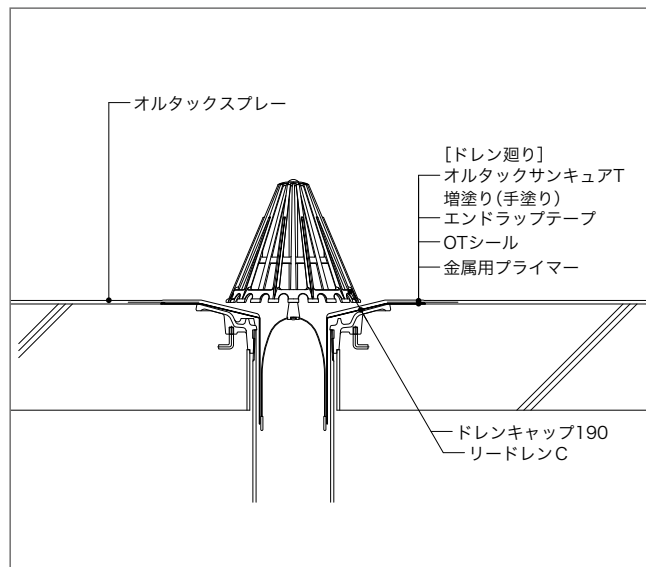 オルタックスプレー
[ドレン廻り]
オルタックサンキュアT
増塗り(手塗り)
エンドラップテープ
OTシール
金属用プライマー
ドレンキャップ190
リードレンC